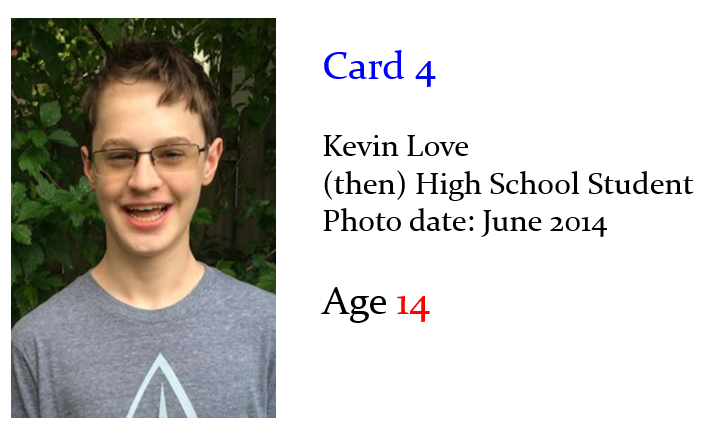 Card 4
Kevin Love
(then) High School Student
Photo date: June 2014
Age 14